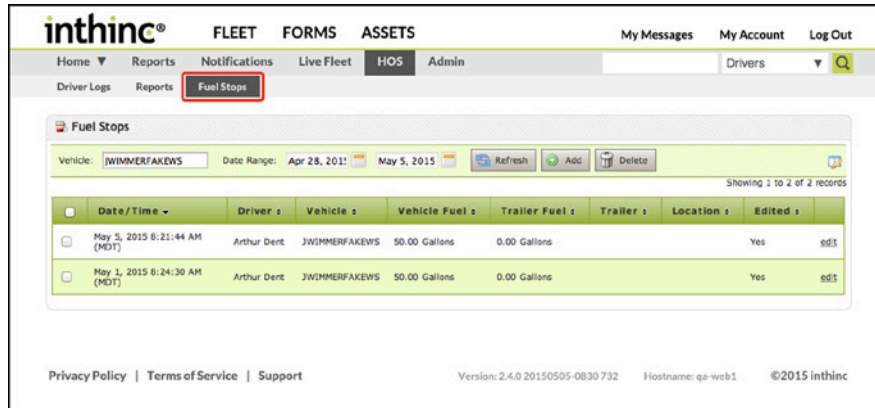 inthinc® FLEET FORMS ASSETS My Messages My Account Log Out
Home ▼ Reports Notifications Live Fleet HOS Admin Drivers ▼
Driver Logs Reports Fuel Stops
Fuel Stops
Vehicle: JWIMMERFAKEWS Date Range: Apr 28, 201 May 5, 2015 Refresh Add Delete
Showing 1 to 2 of 2 records
Date/Time Driver Vehicle Vehicle Fuel Trailer Fuel Trailer Location Edited
May 5, 2015 8:21:44 AM (MDT) Arthur Dent JWIMMERFAKEWS 50.00 Gallons 0.00 Gallons Yes edit
May 1, 2015 8:24:30 AM (MDT) Arthur Dent JWIMMERFAKEWS 50.00 Gallons 0.00 Gallons Yes edit
Privacy Policy | Terms of Service | Support Version: 2.4.0 20150505-0830 732 Hostname: qa-web1 ©2015 inthinc